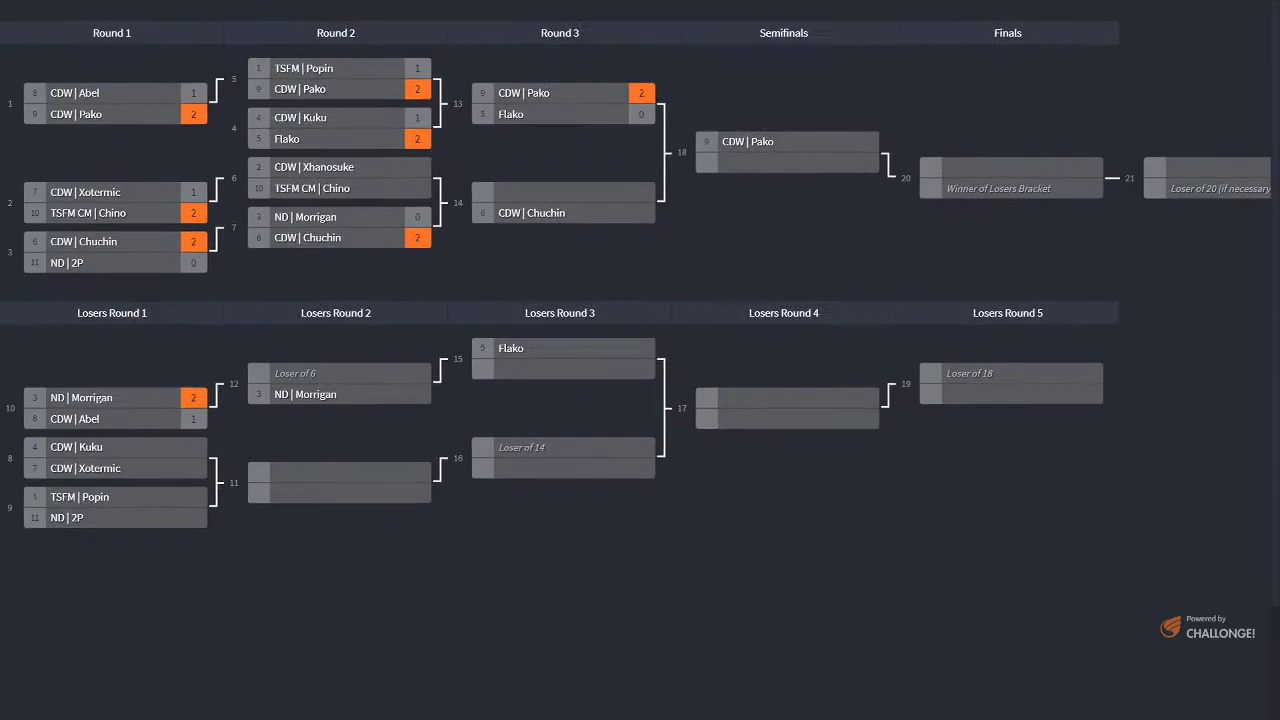 Round 1
Round 2
Round 3
Semifinals
Finals
1
8 CDW | Abel 1
9 CDW | Pako 2
2
7 CDW | Xotermic 1
10 TSFM CM | Chino 2
3
6 CDW | Chuchin 2
11 ND | 2P 0
5
1 TSFM | Popin 1
9 CDW | Pako 2
4
4 CDW | Kuku 1
5 Flako 2
6
2 CDW | Xhanosuke
10 TSFM CM | Chino
7
3 ND | Morrigan 0
6 CDW | Chuchin 2
13
9 CDW | Pako 2
5 Flako 0
14
6 CDW | Chuchin
18
9 CDW | Pako
20
Winner of Losers Bracket
21
Loser of 20 (if necessary
Losers Round 1
Losers Round 2
Losers Round 3
Losers Round 4
Losers Round 5
10
3 ND | Morrigan 2
8 CDW | Abel 1
8
4 CDW | Kuku
7 CDW | Xotermic
9
1 TSFM | Popin
11 ND | 2P
12
Loser of 6
3 ND | Morrigan
11
15
5 Flako
16
Loser of 14
17
19
Loser of 18
Powered by
CHALLONGE!